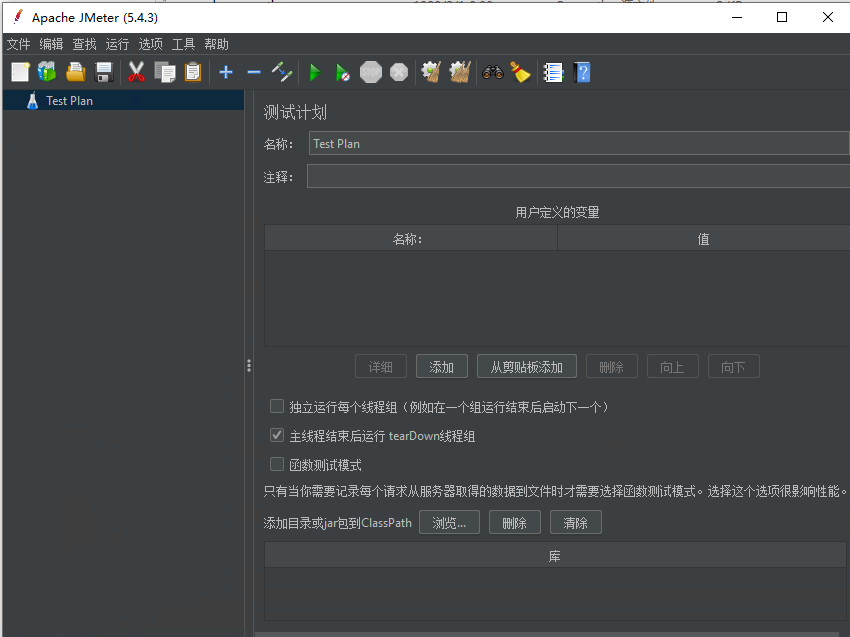 Apache JMeter (5.4.3)
文件 编辑 查找 运行 选项 工具 帮助
STOP
Test Plan
测试计划
名称： Test Plan
注释：
用户定义的变量
名称： 值
详细 添加 从剪贴板添加 删除 向上 向下
独立运行每个线程组（例如在一个组运行结束后启动下一个）
主线程结束后运行 tearDown线程组
函数测试模式
只有当你需要记录每个请求从服务器取得的数据到文件时才需要选择函数测试模式。选择这个选项很影响性能。
添加目录或jar包到ClassPath 浏览... 删除 清除
库